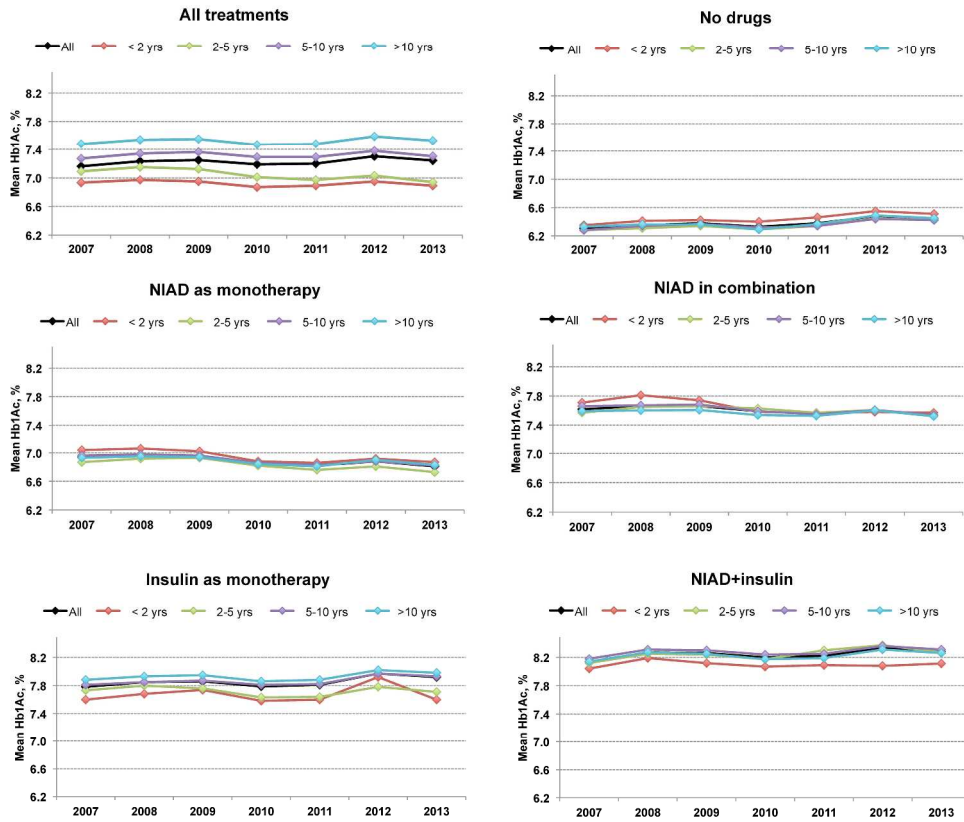 All treatments
All < 2 yrs 2-5 yrs 5-10 yrs >10 yrs
Mean Hb1Ac, %
8.2
7.8
7.4
7.0
6.6
6.2
2007 2008 2009 2010 2011 2012 2013
No drugs
All < 2 yrs 2-5 yrs 5-10 yrs >10 yrs
Mean Hb1Ac, %
8.2
7.8
7.4
7.0
6.6
6.2
2007 2008 2009 2010 2011 2012 2013
NIAD as monotherapy
All < 2 yrs 2-5 yrs 5-10 yrs >10 yrs
Mean Hb1Ac, %
8.2
7.8
7.4
7.0
6.6
6.2
2007 2008 2009 2010 2011 2012 2013
NIAD in combination
All < 2 yrs 2-5 yrs 5-10 yrs >10 yrs
Mean Hb1Ac, %
8.2
7.8
7.4
7.0
6.6
6.2
2007 2008 2009 2010 2011 2012 2013
Insulin as monotherapy
All < 2 yrs 2-5 yrs 5-10 yrs >10 yrs
Mean Hb1Ac, %
8.2
7.8
7.4
7.0
6.6
6.2
2007 2008 2009 2010 2011 2012 2013
NIAD+insulin
All < 2 yrs 2-5 yrs 5-10 yrs >10 yrs
Mean Hb1Ac, %
8.2
7.8
7.4
7.0
6.6
6.2
2007 2008 2009 2010 2011 2012 2013